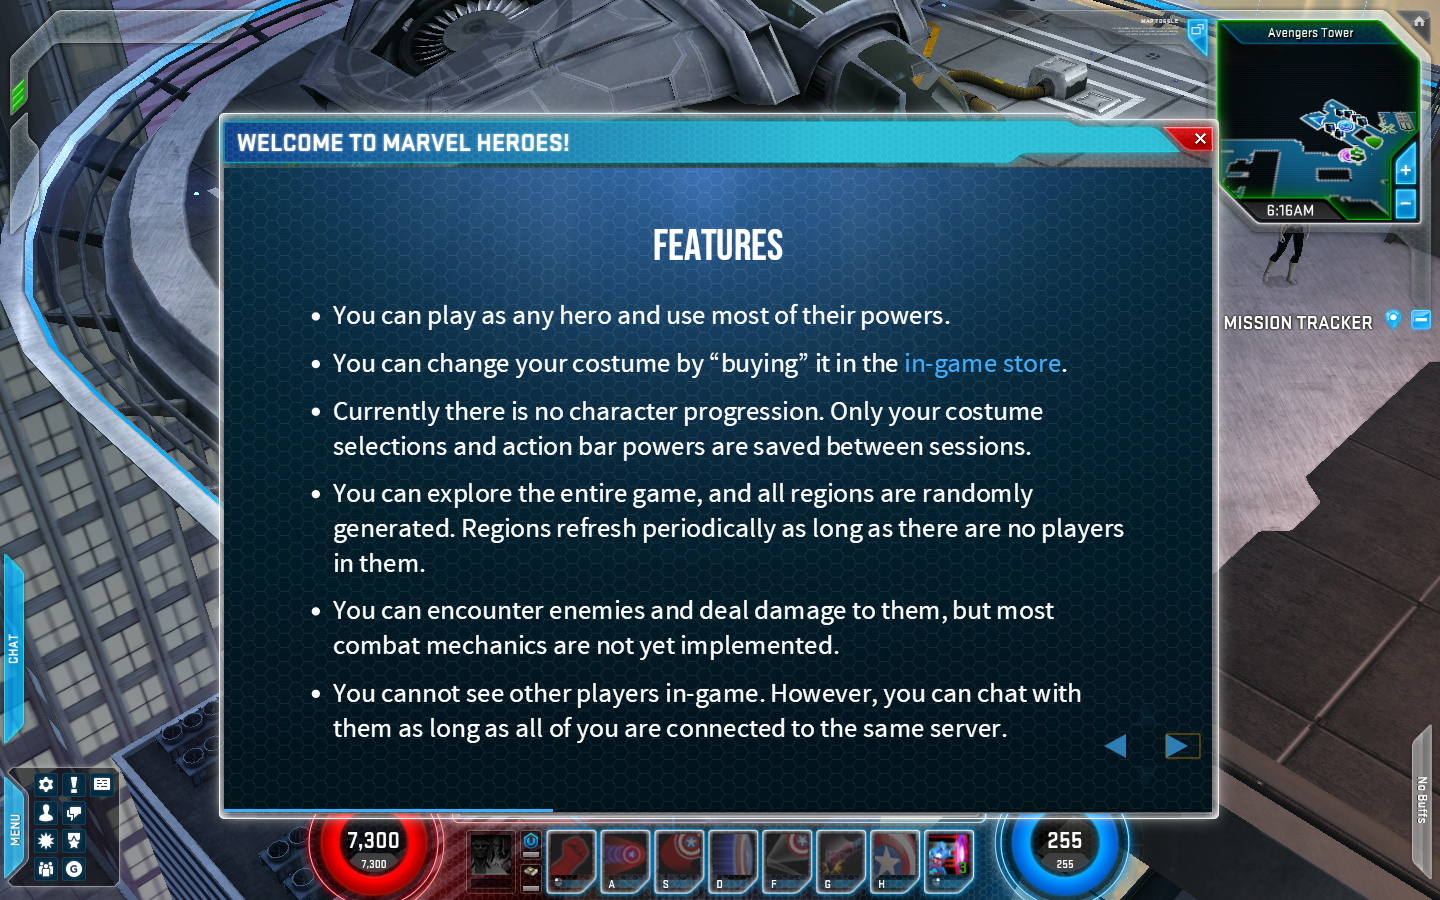 MAP TOGGLE
Avengers Tower
WELCOME TO MARVEL HEROES!
6:16AM
FEATURES
• You can play as any hero and use most of their powers.
• You can change your costume by “buying” it in the in-game store.
• Currently there is no character progression. Only your costume
selections and action bar powers are saved between sessions.
• You can explore the entire game, and all regions are randomly
generated. Regions refresh periodically as long as there are no players
in them.
• You can encounter enemies and deal damage to them, but most
combat mechanics are not yet implemented.
• You cannot see other players in-game. However, you can chat with
them as long as all of you are connected to the same server.
MISSION TRACKER
CHAT
MENU
No Buffs
7,300
7,300
A
S
D
F
G
H
3
255
255
G